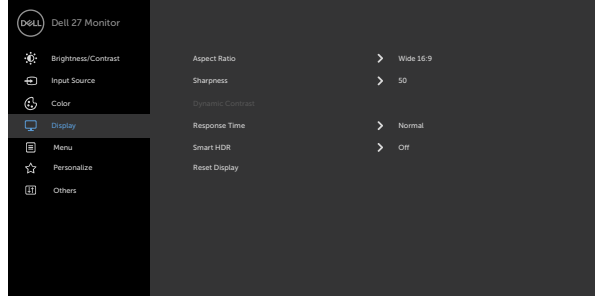 DELL Dell 27 Monitor
Brightness/Contrast Aspect Ratio Wide 16:9
Input Source Sharpness 50
Color Dynamic Contrast
Display Response Time Normal
Menu Smart HDR Off
Personalize Reset Display
Others